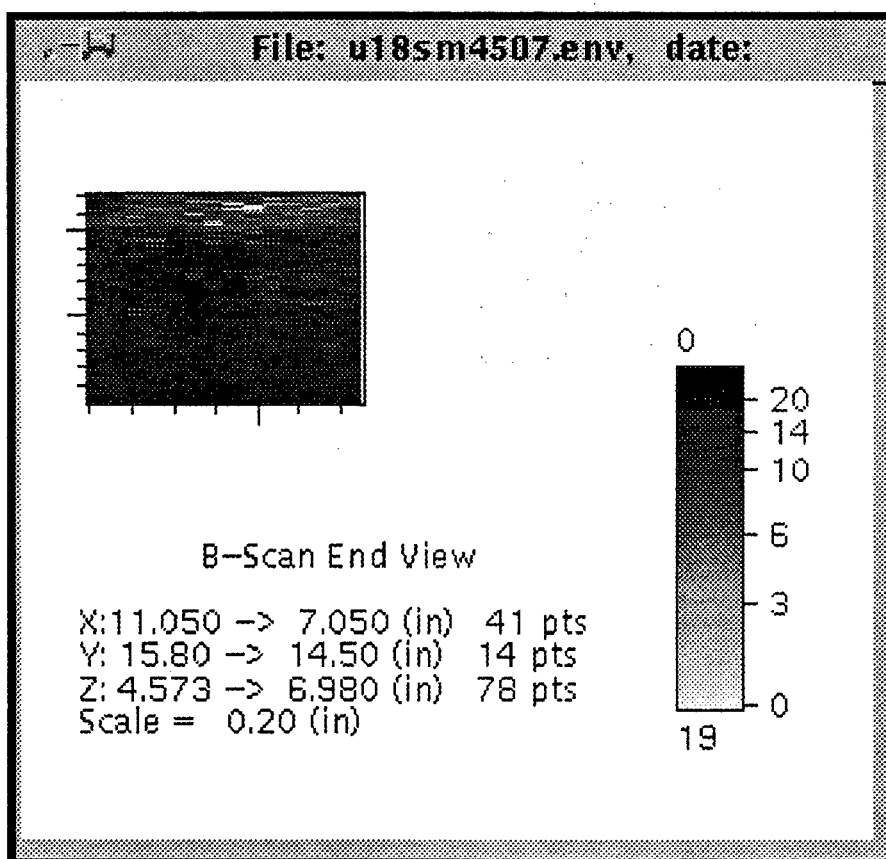 File: u18sm4507.env, date:
0
20
14
10
6
3
0
19
B-Scan End View
X:11.050 -> 7.050 (in) 41 pts
Y: 15.80 -> 14.50 (in) 14 pts
Z: 4.573 -> 6.980 (in) 78 pts
Scale = 0.20 (in)